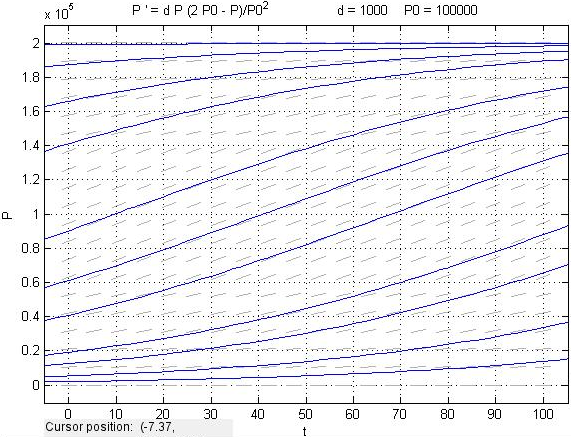 x 10^5
P ' = d P (2 P0 - P)/P0^2 d = 1000 P0 = 100000
2
1.8
1.6
1.4
1.2
1
0.8
0.6
0.4
0.2
0
P
0 10 20 30 40 50 60 70 80 90 100
t
Cursor position: (-7.37,